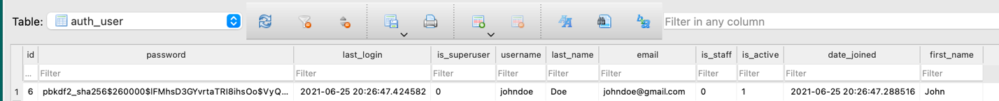 Table: auth_user Filter in any column
id password last_login is_superuser username last_name email is_staff is_active date_joined first_name
... Filter Filter Filter Filter Filter Filter Filter Filter Filter Filter
1 6 pbkdf2_sha256$260000$lFMhsD3GYvrtaTRI8ihsOo$VyQ... 2021-06-25 20:26:47.424582 0 johndoe Doe johndoe@gmail.com 0 1 2021-06-25 20:26:47.288516 John